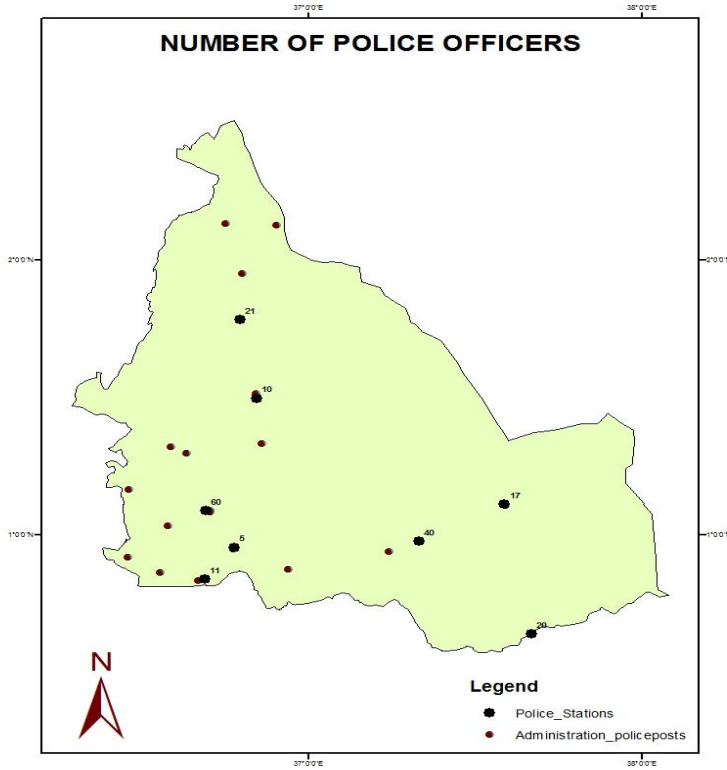 37°0'0"E 38°0'0"E
NUMBER OF POLICE OFFICERS
2°0'0"N 2°0'0"N
21
10
17
60
40
5
1°0'0"N 1°0'0"N
11
20
N
Legend
Police_Stations
Administration_policeposts
37°0'0"E 38°0'0"E